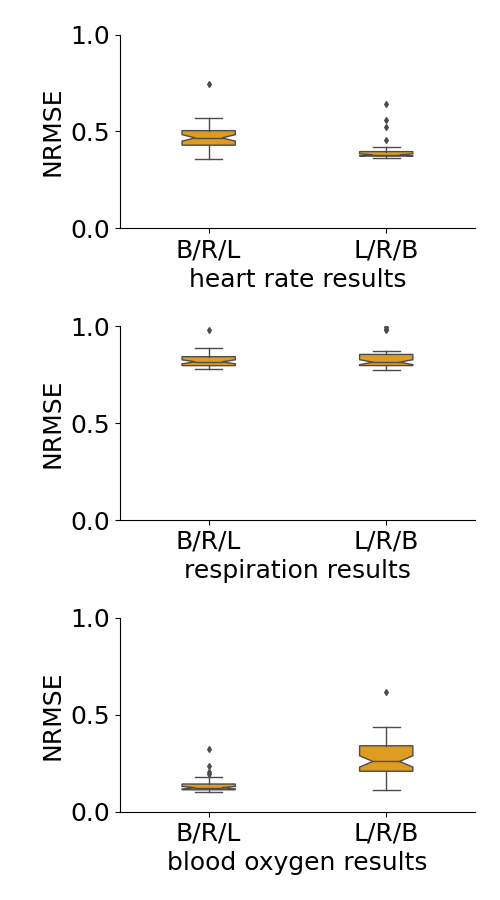 1.0
NRMSE
0.5
0.0
B/R/L L/R/B
heart rate results
1.0
NRMSE
0.5
0.0
B/R/L L/R/B
respiration results
1.0
NRMSE
0.5
0.0
B/R/L L/R/B
blood oxygen results